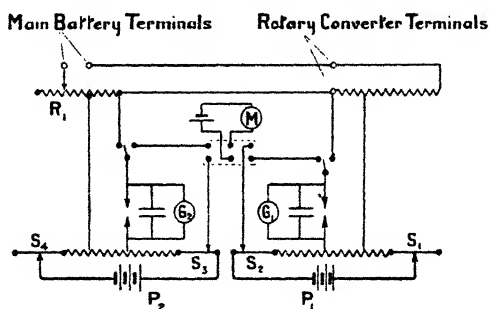 Main Battery Terminals
Rotary Converter Terminals
R₁
M
G₂
G₁
S₄
S₃
S₂
S₁
P₂
P₁